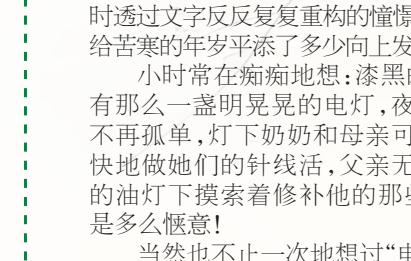 时透过文字反反复复重构的憧憬
给苦寒的年岁平添了多少向上发
小时常在痴痴地想：漆黑
有那么一盏明晃晃的电灯，夜
不再孤单，灯下奶奶和母亲可
快地做她们的针线活，父亲无
的油灯下摸索着修补他的那些
是多么惬意！
当然也不止一次地想过“电